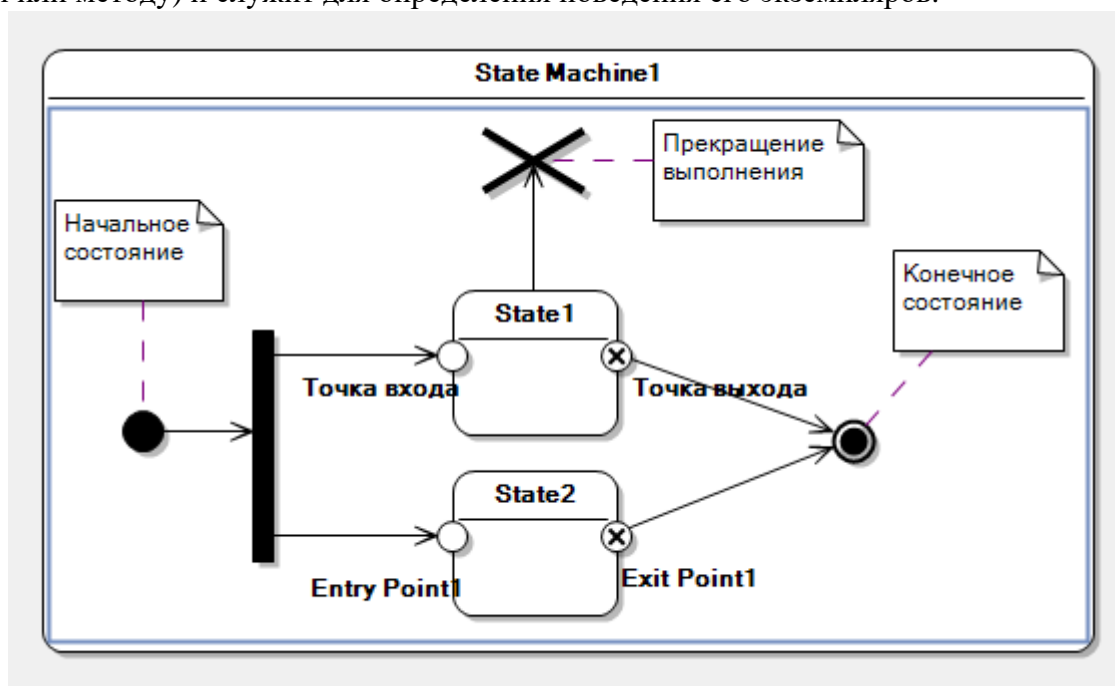 или методу) и служит для определения поведения его экземпляров.
State Machine1
Прекращение
выполнения
Начальное
состояние
Конечное
состояние
State1
Точка входа
Точка выхода
State2
Entry Point1
Exit Point1